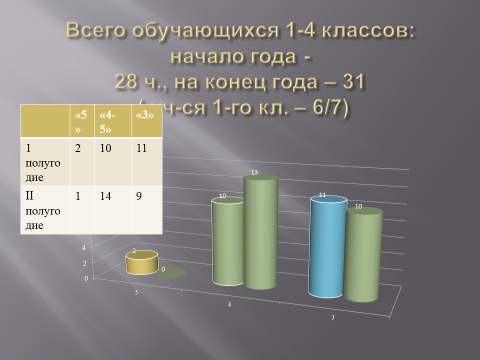 Всего обучающихся 1-4 классов:
начало года -
28 ч., на конец года – 31
ч-ся 1-го кл. – 6/7)
«5» «4-5» «3»
1 полугодие 2 10 11
II полугодие 1 14 9
13
10
11
10
4
2
0
2
0
5
4
3